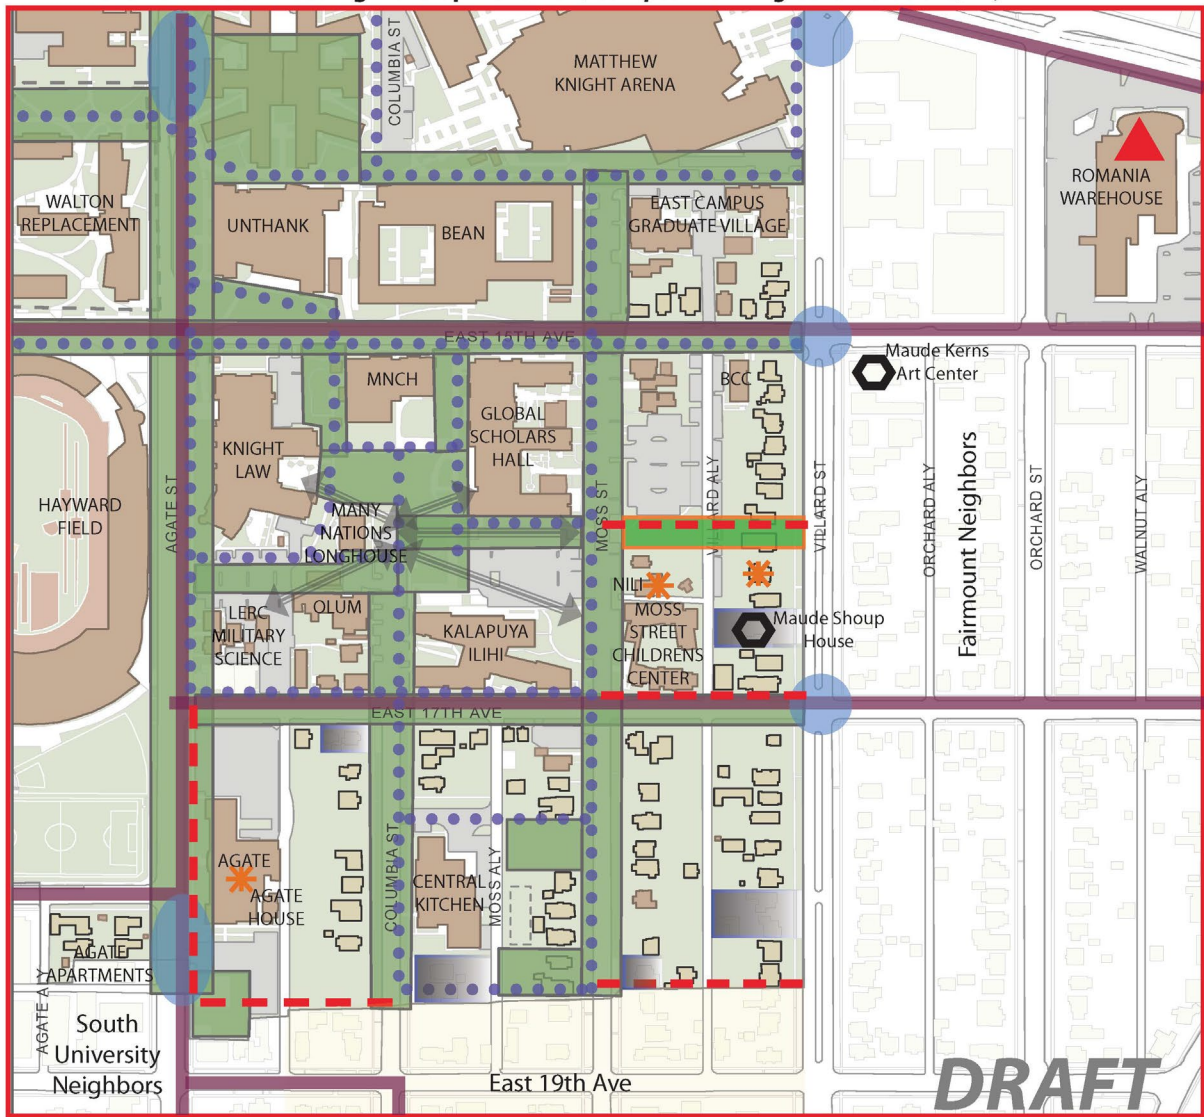 COLUMBIA ST
MATTHEW
KNIGHT ARENA
ROMANIA
WAREHOUSE
WALTON
REPLACEMENT
UNTHANK
BEAN
EAST CAMPUS
GRADUATE VILLAGE
EAST 15TH AVE
Maude Kerns
Art Center
MNCH
BCC
GLOBAL
SCHOLARS
HALL
KNIGHT
LAW
HAYWARD
FIELD
AGATE ST
MANY
NATIONS
LONGHOUSE
MOSS ST
VILLARD ALY
VILLARD ST
ORCHARD ALY
Fairmount Neighbors
ORCHARD ST
WALNUT ALY
NILI
LERC
MILITARY
SCIENCE
OLUM
KALAPUYA
ILIHI
MOSS
STREET
CHILDRENS
CENTER
Maude Shoup
House
EAST 17TH AVE
AGATE
AGATE
HOUSE
COLUMBIA ST
CENTRAL
KITCHEN
MOSS ALY
AGATE
APARTMENTS
AGATE ALY
South
University
Neighbors
East 19th Ave
DRAFT